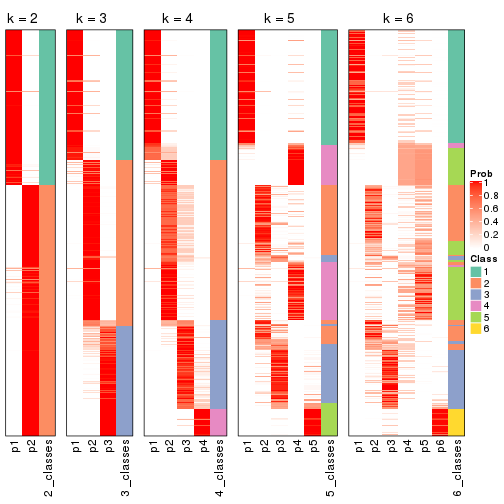 k = 2
k = 3
k = 4
k = 5
k = 6
p1
p2
2_classes
p1
p2
p3
3_classes
p1
p2
p3
p4
4_classes
p1
p2
p3
p4
p5
5_classes
p1
p2
p3
p4
p5
p6
6_classes
Prob
1
0.8
0.6
0.4
0.2
0
Class
1
2
3
4
5
6